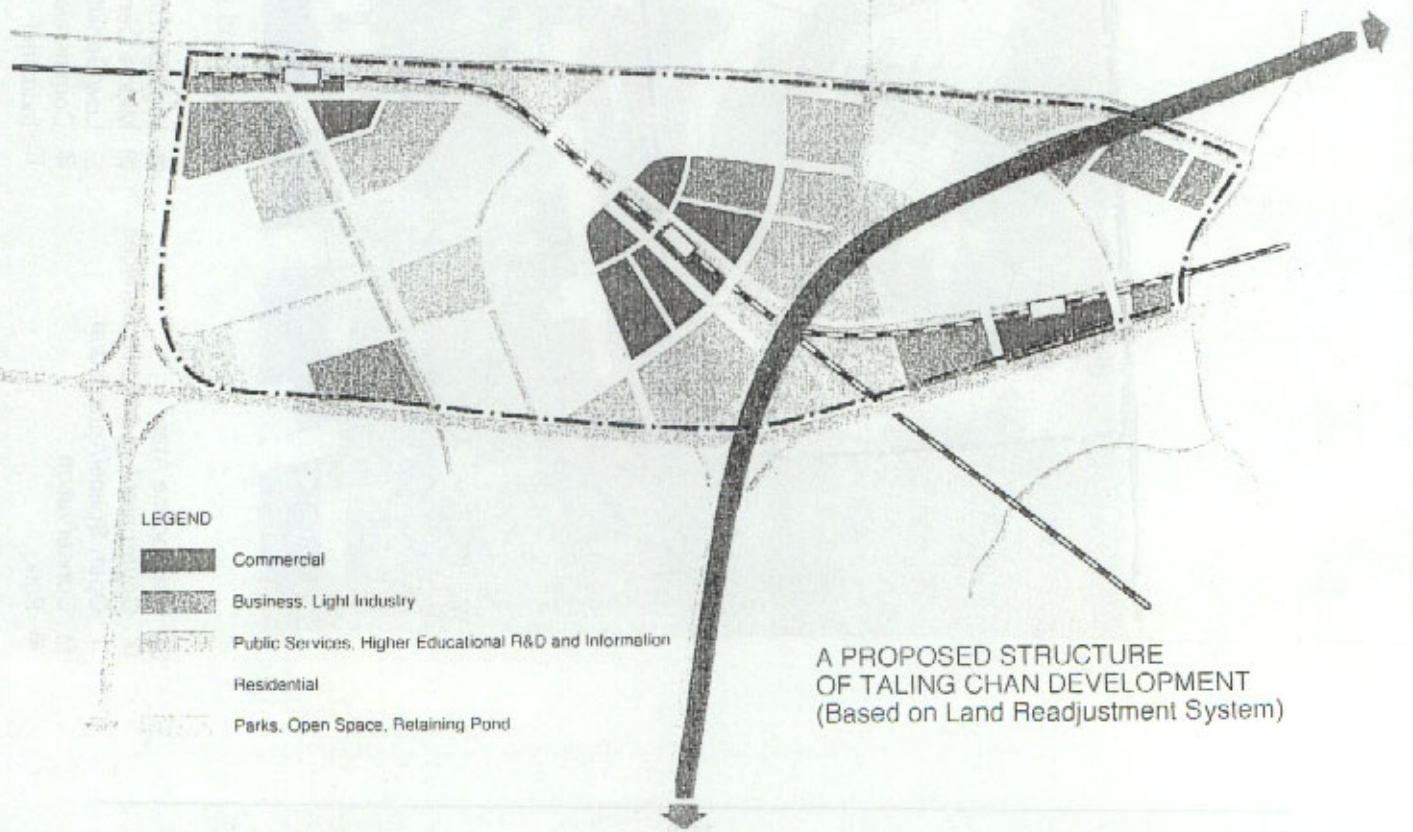 LEGEND
Commercial
Business, Light Industry
Public Services, Higher Educational R&D and Information
Residential
Parks, Open Space, Retaining Pond
A PROPOSED STRUCTURE
OF TALING CHAN DEVELOPMENT
(Based on Land Readjustment System)